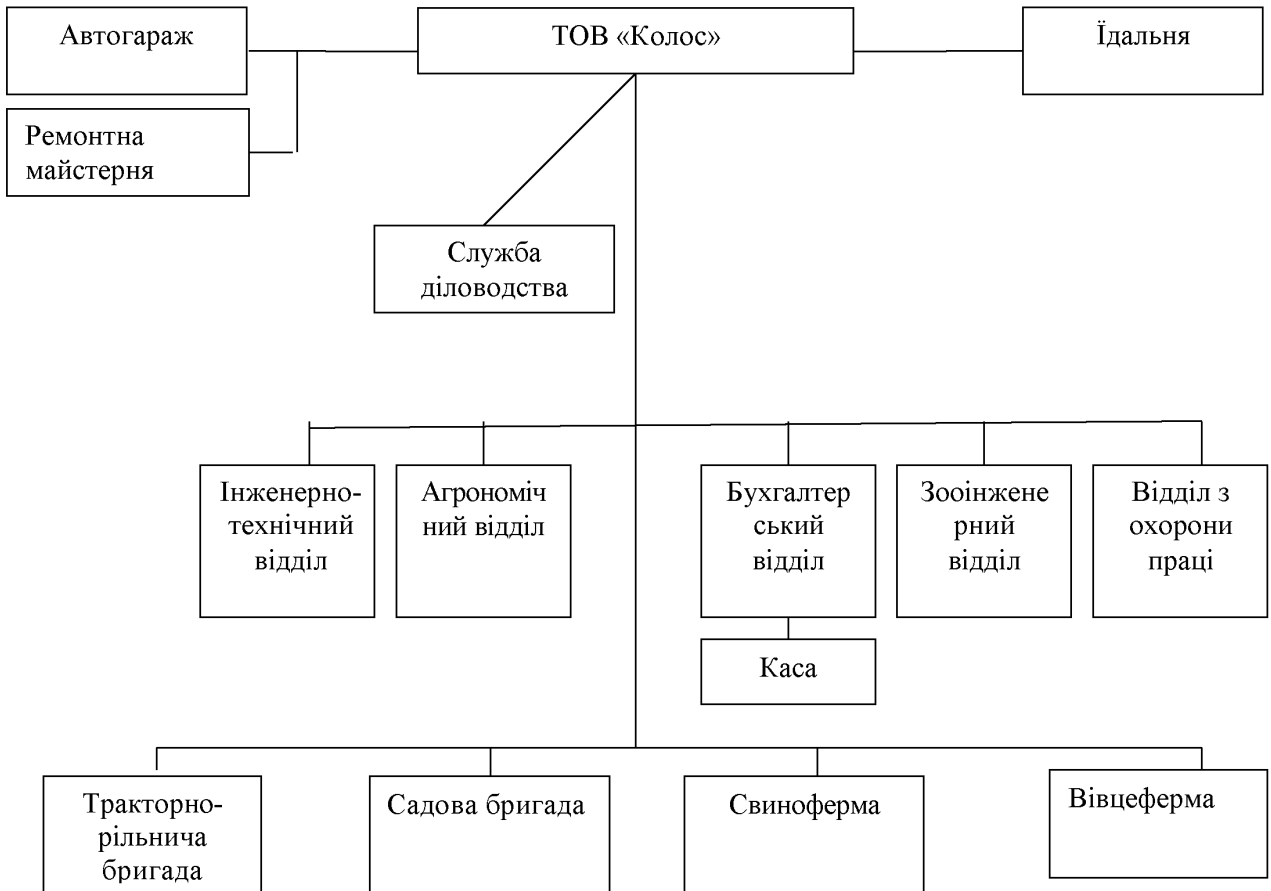 Автогараж
ТОВ «Колос»
Їдальня
Ремонтна
майстерня
Служба
діловодства
Інженерно-
технічний
відділ
Агрономіч
ний відділ
Бухгалтер
ський
відділ
Зооінжене
рний
відділ
Відділ з
охорони
праці
Каса
Тракторно-
рільнича
бригада
Садова бригада
Свиноферма
Вівцеферма